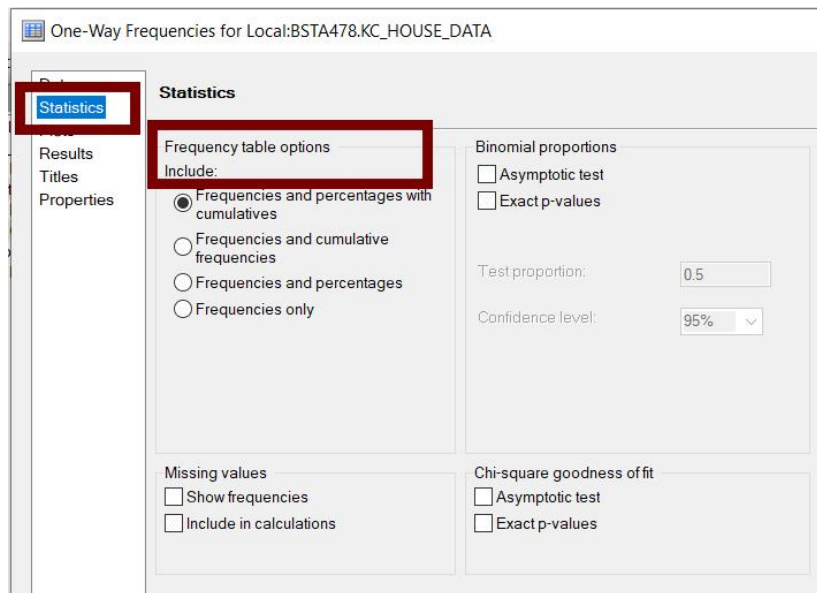 One-Way Frequencies for Local:BSTA478.KC_HOUSE_DATA
Statistics
Results
Titles
Properties
Statistics
Frequency table options
Include:
Frequencies and percentages with
cumulatives
Frequencies and cumulative
frequencies
Frequencies and percentages
Frequencies only
Binomial proportions
Asymptotic test
Exact p-values
Test proportion:
0.5
Confidence level:
95%
Missing values
Show frequencies
Include in calculations
Chi-square goodness of fit
Asymptotic test
Exact p-values